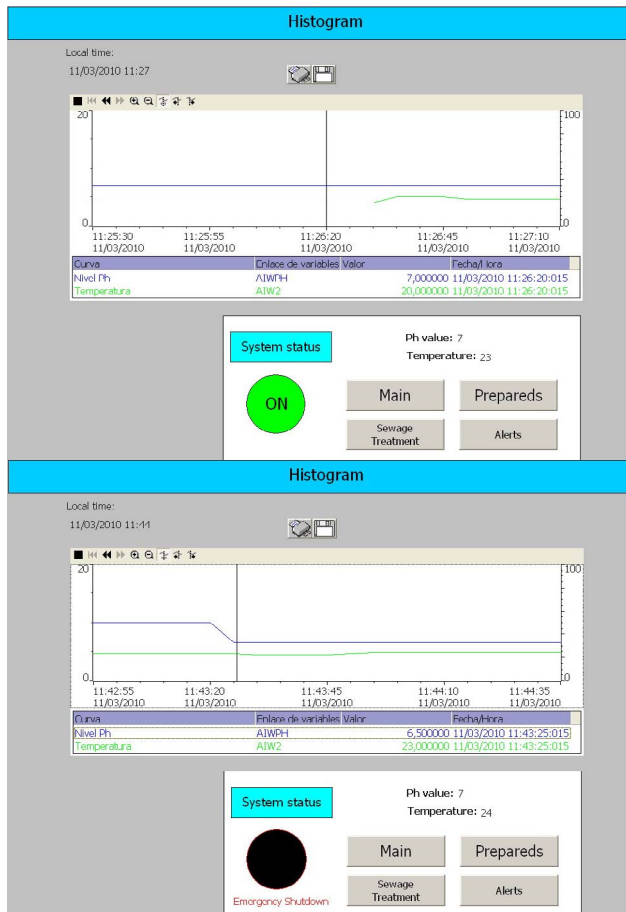 Histogram
Local time:
11/03/2010 11:27
20 100
0 0
11:25:30 11:25:55 11:26:20 11:26:45 11:27:10
11/03/2010 11/03/2010 11/03/2010 11/03/2010 11/03/2010
Curva Enlace de variables Valor Fecha/Hora
Nivel Ph AIWPH 7,000000 11/03/2010 11:26:20:015
Temperatura AIW2 20,000000 11/03/2010 11:26:20:015
System status
Ph value: 7
Temperature: 23
ON
Main Prepareds
Sewage
Treatment
Alerts
Histogram
Local time:
11/03/2010 11:44
20 100
0 0
11:42:55 11:43:20 11:43:45 11:44:10 11:44:35
11/03/2010 11/03/2010 11/03/2010 11/03/2010 11/03/2010
Curva Enlace de variables Valor Fecha/Hora
Nivel Ph AIWPH 6,500000 11/03/2010 11:43:25:015
Temperatura AIW2 23,000000 11/03/2010 11:43:25:015
System status
Ph value: 7
Temperature: 24
Main Prepareds
Emergency Shutdown
Sewage
Treatment
Alerts